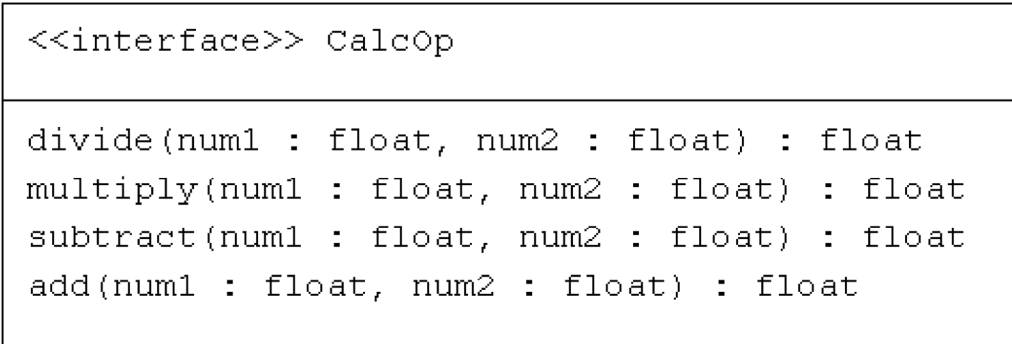 <<interface>> CalcOp
divide(num1 : float, num2 : float) : float
multiply(num1 : float, num2 : float) : float
subtract(num1 : float, num2 : float) : float
add(num1 : float, num2 : float) : float